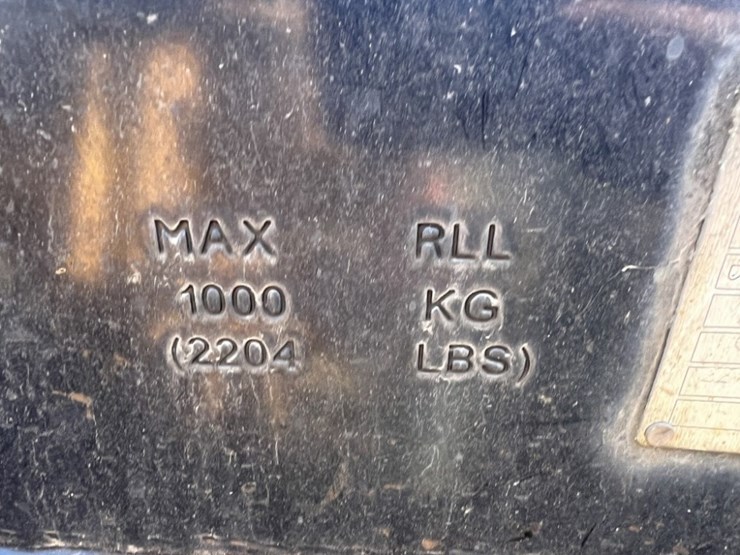 MAX RLL
1000 KG
(2204 LBS)